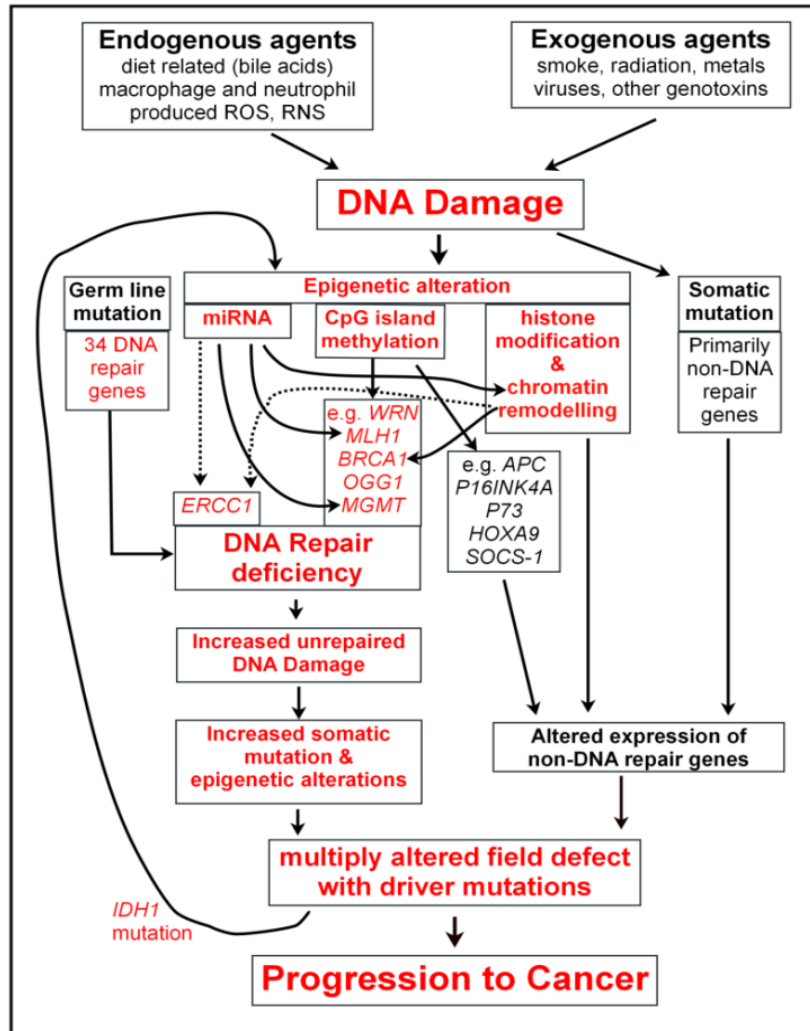 Endogenous agents
diet related (bile acids)
macrophage and neutrophil
produced ROS, RNS
Exogenous agents
smoke, radiation, metals
viruses, other genotoxins
DNA Damage
Epigenetic alteration
Germ line
mutation
34 DNA
repair
genes
miRNA
CpG island
methylation
histone
modification
&
chromatin
remodelling
Somatic
mutation
Primarily
non-DNA
repair
genes
e.g. WRN
MLH1
BRCA1
OGG1
MGMT
ERCC1
e.g. APC
P16INK4A
P73
HOXA9
SOCS-1
DNA Repair
deficiency
Increased unrepaired
DNA Damage
Increased somatic
mutation &
epigenetic alterations
Altered expression of
non-DNA repair genes
multiply altered field defect
with driver mutations
IDH1
mutation
Progression to Cancer